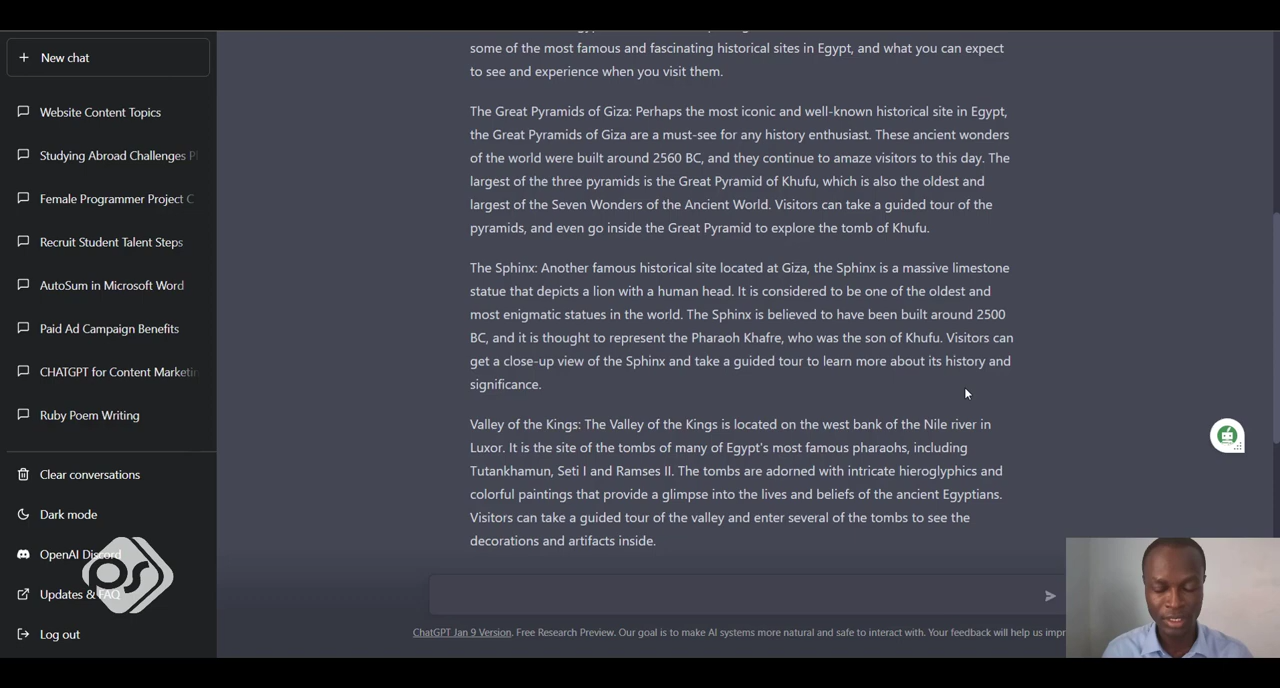 New chat
Website Content Topics
Studying Abroad Challenges
Female Programmer Project C
Recruit Student Talent Steps
AutoSum in Microsoft Word
Paid Ad Campaign Benefits
CHATGPT for Content Marketin
Ruby Poem Writing
Clear conversations
Dark mode
OpenAI Discord
Updates & FAQ
Log out
PS
some of the most famous and fascinating historical sites in Egypt, and what you can expect
to see and experience when you visit them.
The Great Pyramids of Giza: Perhaps the most iconic and well-known historical site in Egypt,
the Great Pyramids of Giza are a must-see for any history enthusiast. These ancient wonders
of the world were built around 2560 BC, and they continue to amaze visitors to this day. The
largest of the three pyramids is the Great Pyramid of Khufu, which is also the oldest and
largest of the Seven Wonders of the Ancient World. Visitors can take a guided tour of the
pyramids, and even go inside the Great Pyramid to explore the tomb of Khufu.
The Sphinx: Another famous historical site located at Giza, the Sphinx is a massive limestone
statue that depicts a lion with a human head. It is considered to be one of the oldest and
most enigmatic statues in the world. The Sphinx is believed to have been built around 2500
BC, and it is thought to represent the Pharaoh Khafre, who was the son of Khufu. Visitors can
get a close-up view of the Sphinx and take a guided tour to learn more about its history and
significance.
Valley of the Kings: The Valley of the Kings is located on the west bank of the Nile river in
Luxor. It is the site of the tombs of many of Egypt's most famous pharaohs, including
Tutankhamun, Seti I and Ramses II. The tombs are adorned with intricate hieroglyphics and
colorful paintings that provide a glimpse into the lives and beliefs of the ancient Egyptians.
Visitors can take a guided tour of the valley and enter several of the tombs to see the
decorations and artifacts inside.
ChatGPT Jan 9 Version. Free Research Preview. Our goal is to make AI systems more natural and safe to interact with. Your feedback will help us impr